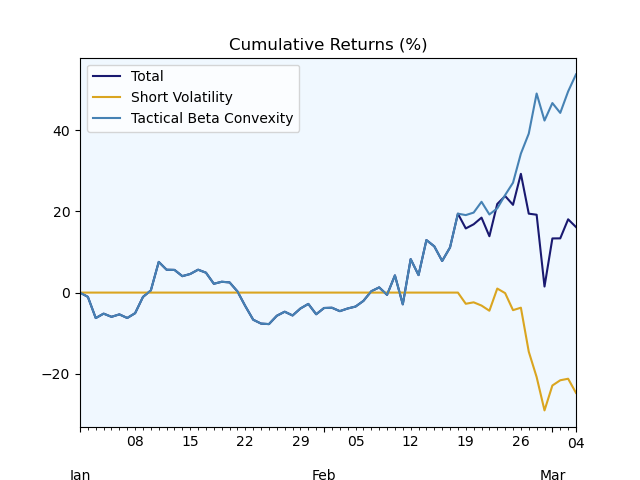 Cumulative Returns (%)
Total
Short Volatility
Tactical Beta Convexity
40
20
0
−20
08 15 22 29 05 12 19 26 04
Jan Feb Mar